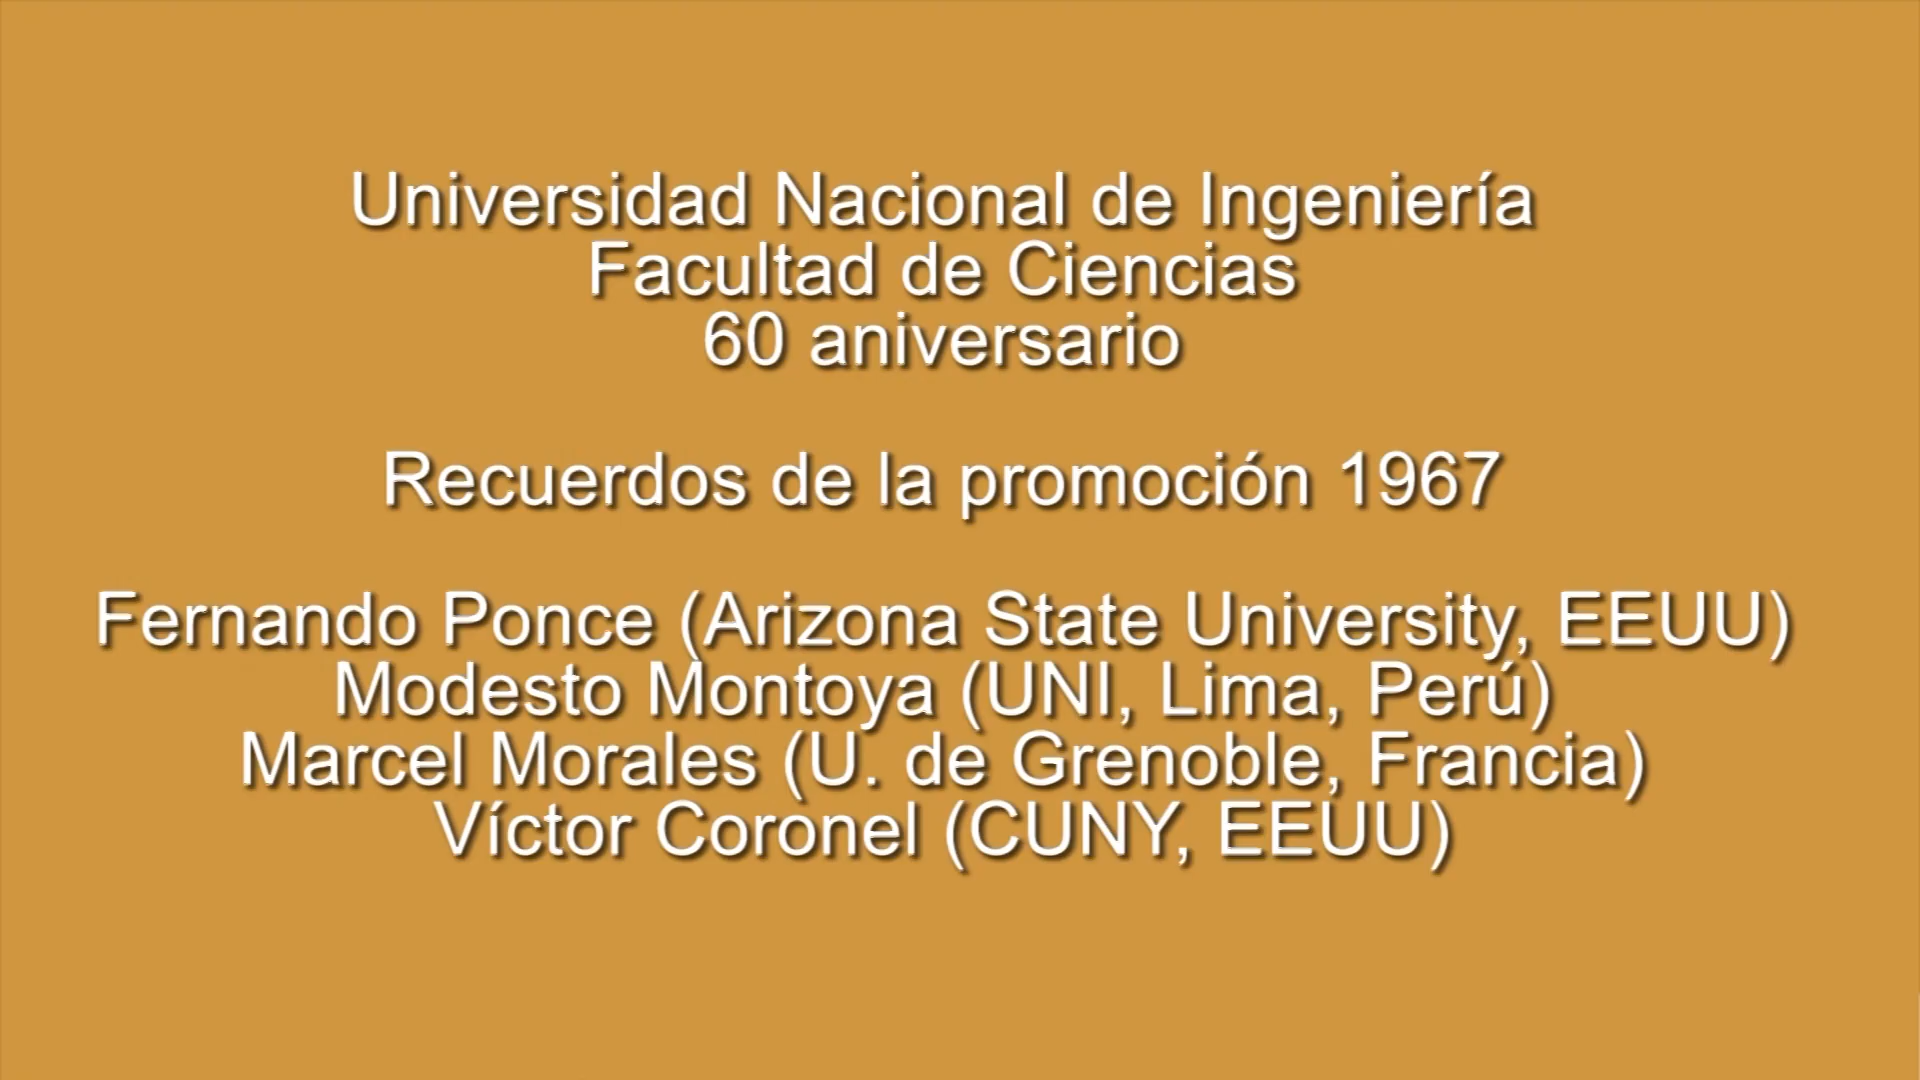 Universidad Nacional de Ingeniería
Facultad de Ciencias
60 aniversario
Recuerdos de la promoción 1967
Fernando Ponce (Arizona State University, EEUU)
Modesto Montoya (UNI, Lima, Perú)
Marcel Morales (U. de Grenoble, Francia)
Víctor Coronel (CUNY, EEUU)